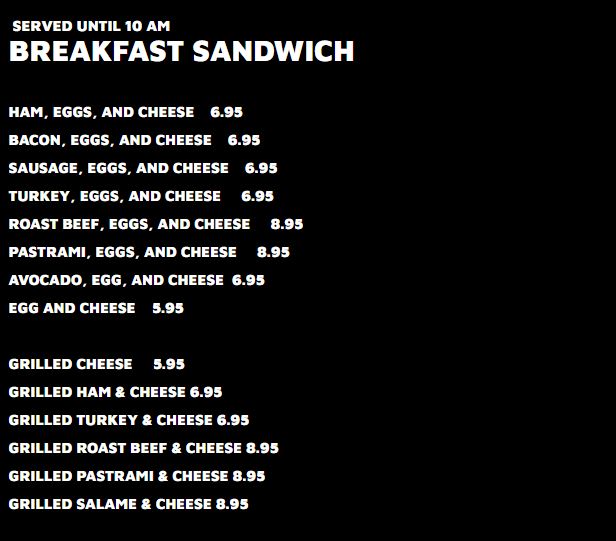 SERVED UNTIL 10 AM
BREAKFAST SANDWICH
HAM, EGGS, AND CHEESE 6.95
BACON, EGGS, AND CHEESE 6.95
SAUSAGE, EGGS, AND CHEESE 6.95
TURKEY, EGGS, AND CHEESE 6.95
ROAST BEEF, EGGS, AND CHEESE 8.95
PASTRAMI, EGGS, AND CHEESE 8.95
AVOCADO, EGG, AND CHEESE 6.95
EGG AND CHEESE 5.95
GRILLED CHEESE 5.95
GRILLED HAM & CHEESE 6.95
GRILLED TURKEY & CHEESE 6.95
GRILLED ROAST BEEF & CHEESE 8.95
GRILLED PASTRAMI & CHEESE 8.95
GRILLED SALAME & CHEESE 8.95